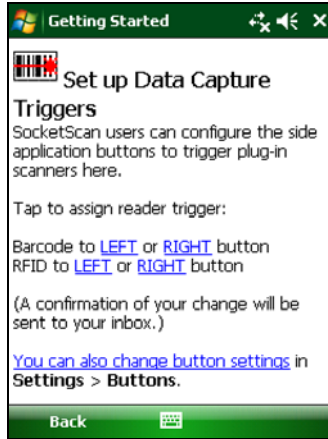 Getting Started
Set up Data Capture
Triggers
SocketScan users can configure the side
application buttons to trigger plug-in
scanners here.
Tap to assign reader trigger:
Barcode to LEFT or RIGHT button
RFID to LEFT or RIGHT button
(A confirmation of your change will be
sent to your inbox.)
You can also change button settings in
Settings > Buttons.
Back